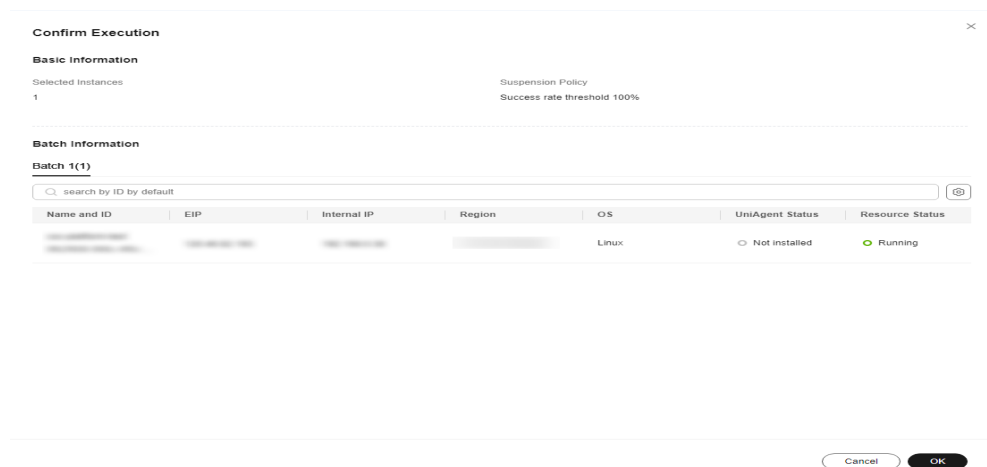 Confirm Execution
Basic Information
Selected Instances
Suspension Policy
1
Success rate threshold 100%
Batch Information
Batch 1(1)
search by ID by default
Name and ID
EIP
Internal IP
Region
OS
UniAgent Status
Resource Status
Linux
Not installed
Running
Cancel
OK